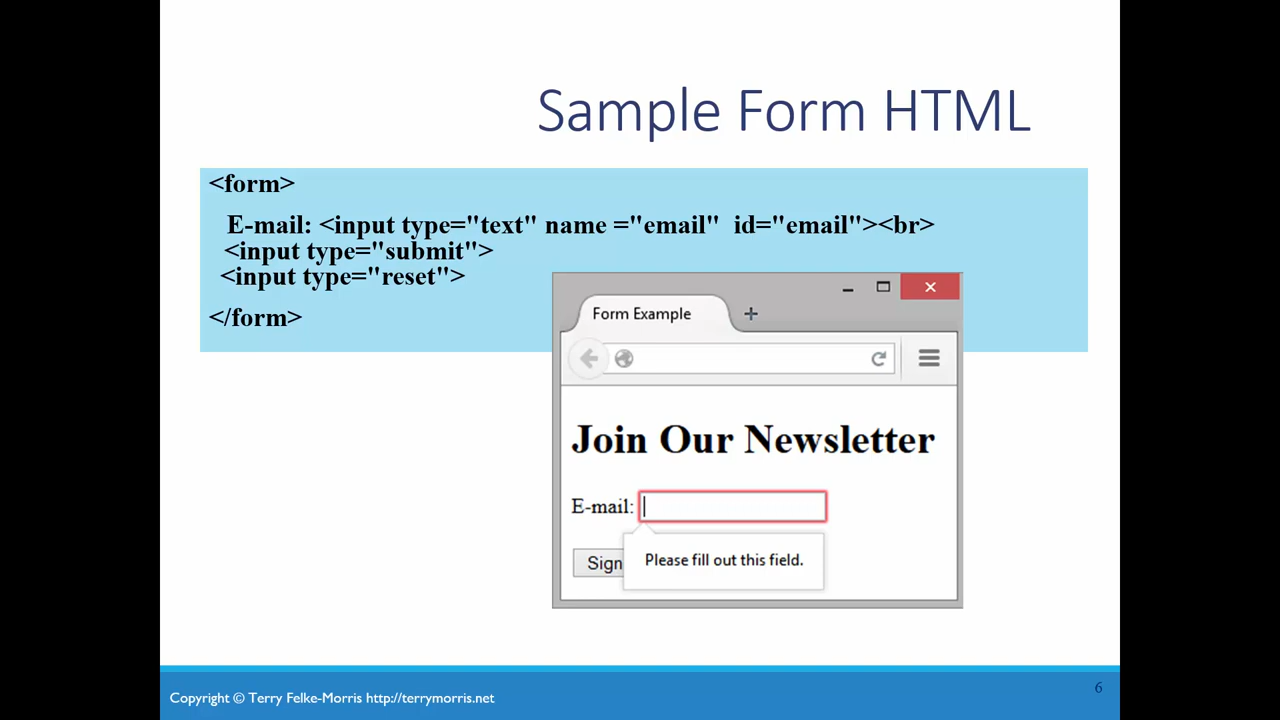 Sample Form HTML
<form>
E-mail: <input type="text" name ="email"  id="email"><br>
<input type="submit">
<input type="reset">
</form>
Form Example
Join Our Newsletter
E-mail:
Sign
Please fill out this field.
Copyright © Terry Felke-Morris http://terrymorris.net
6